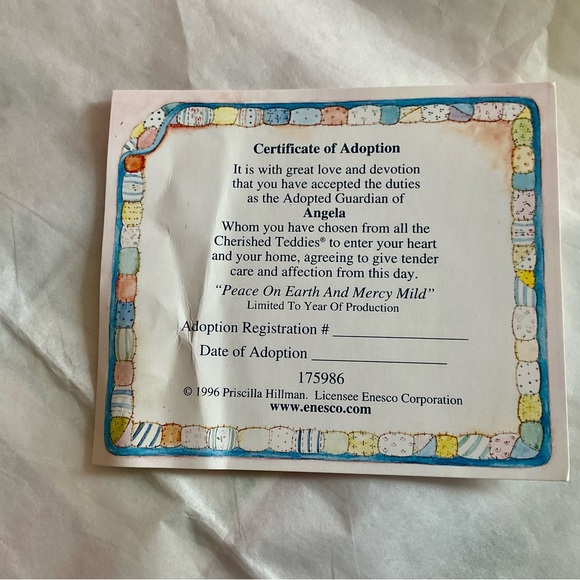 Certificate of Adoption
It is with great love and devotion
that you have accepted the duties
as the Adopted Guardian of
Angela
Whom you have chosen from all the
Cherished Teddies® to enter your heart
and your home, agreeing to give tender
care and affection from this day.
“Peace On Earth And Mercy Mild”
Limited To Year Of Production
Adoption Registration # ___________________
Date of Adoption ___________________
175986
© 1996 Priscilla Hillman. Licensee Enesco Corporation
www.enesco.com